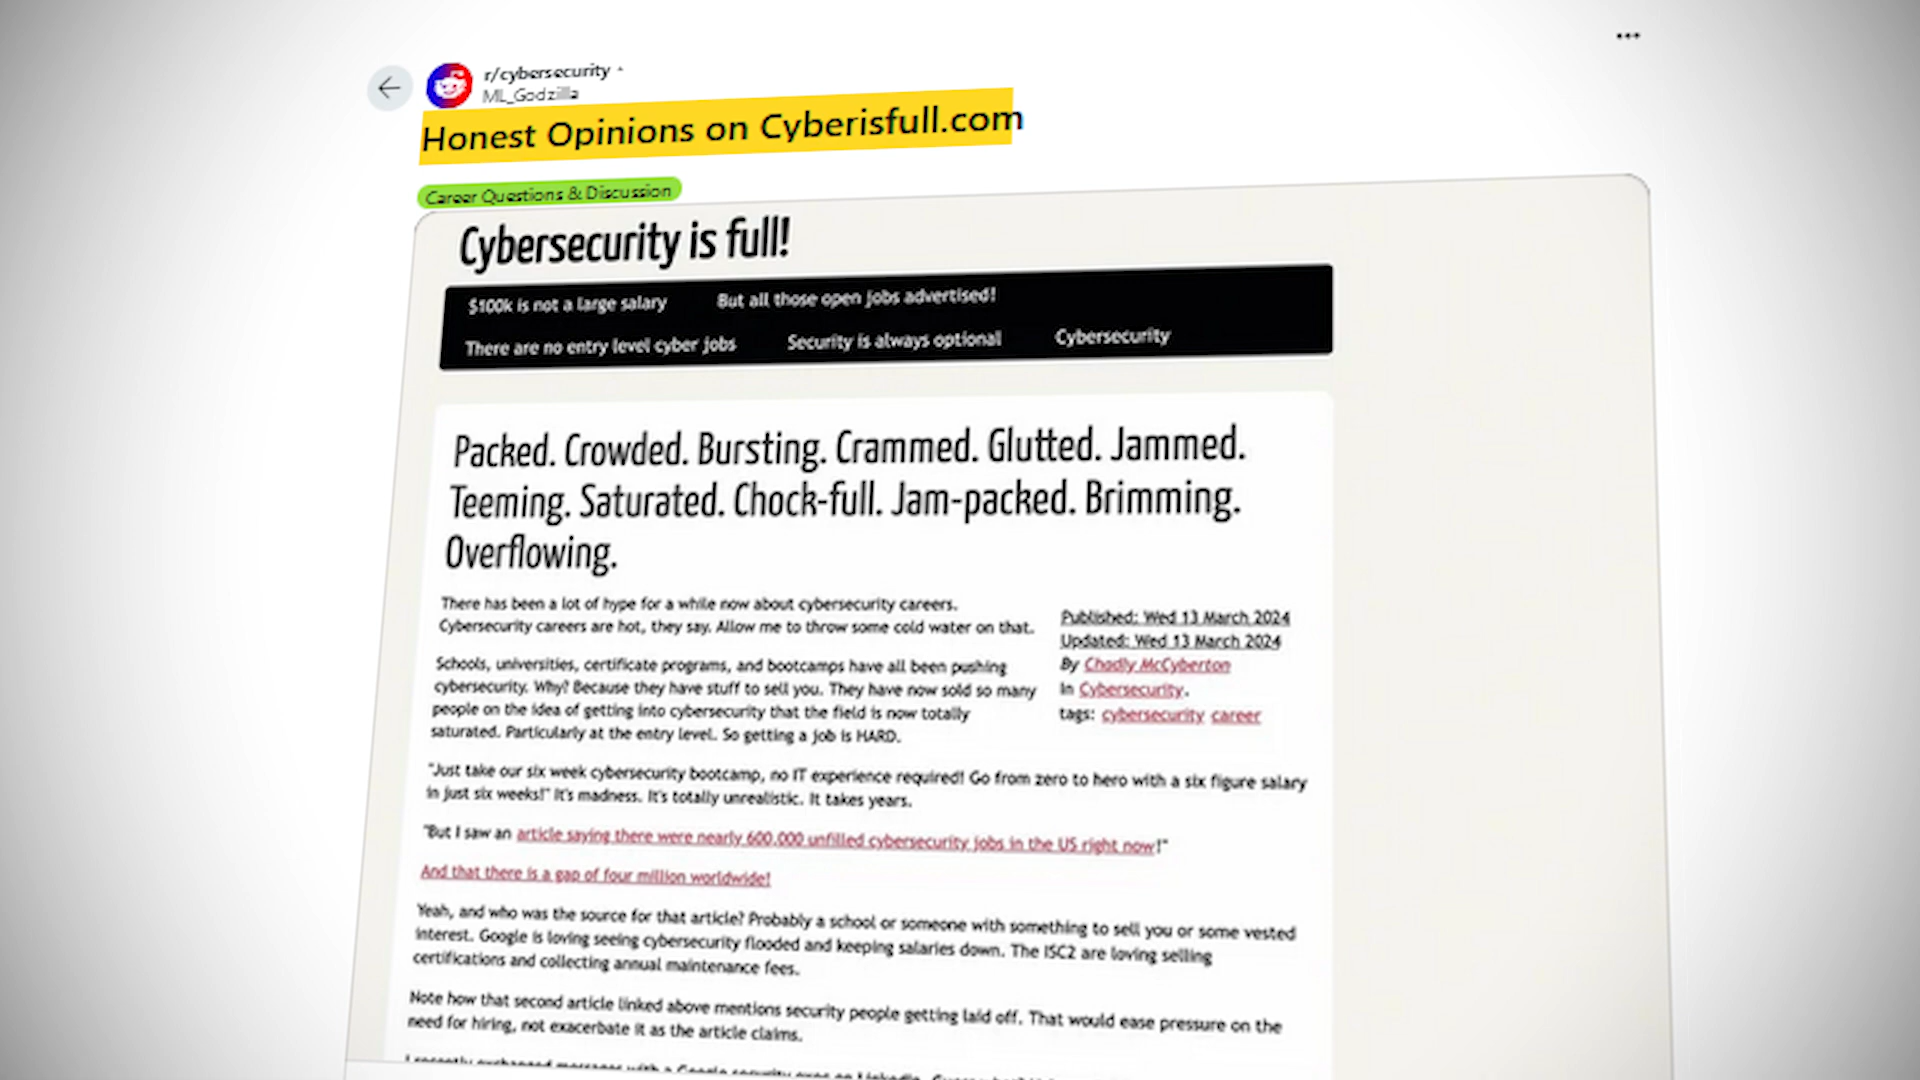 r/cybersecurity
ML_Godzilla
Honest Opinions on Cyberisfull.com
Career Questions & Discussion
Cybersecurity is full!
$100k is not a large salary But all those open jobs advertised!
There are no entry level cyber jobs Security is always optional Cybersecurity
Packed. Crowded. Bursting. Crammed. Glutted. Jammed.
Teeming. Saturated. Chock-full. Jam-packed. Brimming.
Overflowing.
There has been a lot of hype for a while now about cybersecurity careers.
Cybersecurity careers are hot, they say. Allow me to throw some cold water on that.
Published: Wed 13 March 2024
Updated: Wed 13 March 2024
By Chadly McCyberton
In Cybersecurity.
tags: cybersecurity career
Schools, universities, certificate programs, and bootcamps have all been pushing
cybersecurity. Why? Because they have stuff to sell you. They have now sold so many
people on the idea of getting into cybersecurity that the field is now totally
saturated. Particularly at the entry level. So getting a job is HARD.
"Just take our six week cybersecurity bootcamp, no IT experience required! Go from zero to hero with a six figure salary
in just six weeks!" It's madness. It's totally unrealistic. It takes years.
"But I saw an article saying there were nearly 600,000 unfilled cybersecurity jobs in the US right now!"
And that there is a gap of four million worldwide!
Yeah, and who was the source for that article? Probably a school or someone with something to sell you or some vested
interest. Google is loving seeing cybersecurity flooded and keeping salaries down. The ISC2 are loving selling
certifications and collecting annual maintenance fees.
Note how that second article linked above mentions security people getting laid off. That would ease pressure on the
need for hiring, not exacerbate it as the article claims.
I recently exchanged messages with a Google security exec on LinkedIn.